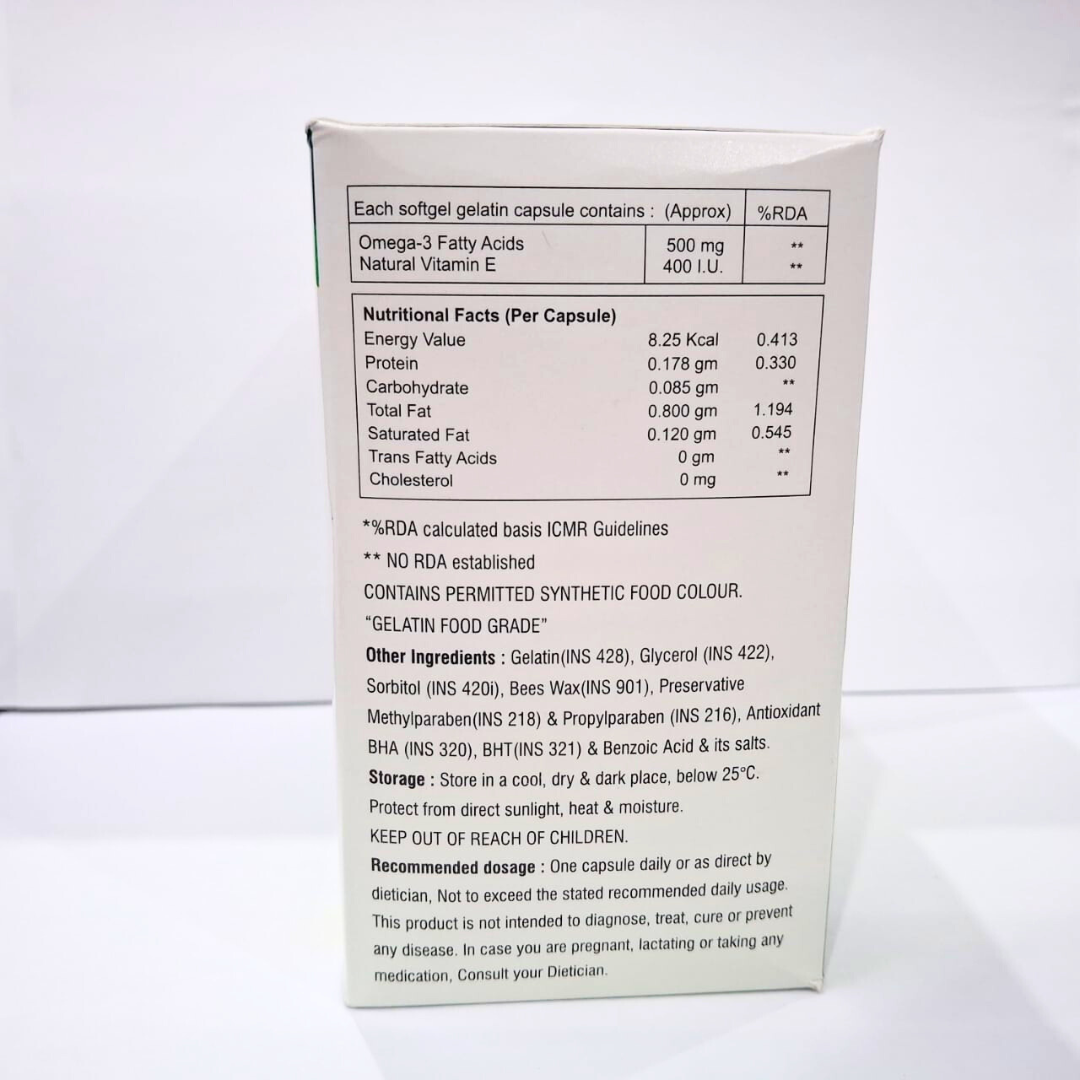 Each softgel gelatin capsule contains : (Approx) %RDA
Omega-3 Fatty Acids 500 mg **
Natural Vitamin E 400 I.U. **
Nutritional Facts (Per Capsule)
Energy Value 8.25 Kcal 0.413
Protein 0.178 gm 0.330
Carbohydrate 0.085 gm **
Total Fat 0.800 gm 1.194
Saturated Fat 0.120 gm 0.545
Trans Fatty Acids 0 gm **
Cholesterol 0 mg **
*%RDA calculated basis ICMR Guidelines
** NO RDA established
CONTAINS PERMITTED SYNTHETIC FOOD COLOUR.
“GELATIN FOOD GRADE”
Other Ingredients : Gelatin(INS 428), Glycerol (INS 422),
Sorbitol (INS 420i), Bees Wax(INS 901), Preservative
Methylparaben(INS 218) & Propylparaben (INS 216), Antioxidant
BHA (INS 320), BHT(INS 321) & Benzoic Acid & its salts.
Storage : Store in a cool, dry & dark place, below 25°C.
Protect from direct sunlight, heat & moisture.
KEEP OUT OF REACH OF CHILDREN.
Recommended dosage : One capsule daily or as direct by
dietician, Not to exceed the stated recommended daily usage.
This product is not intended to diagnose, treat, cure or prevent
any disease. In case you are pregnant, lactating or taking any
medication, Consult your Dietician.